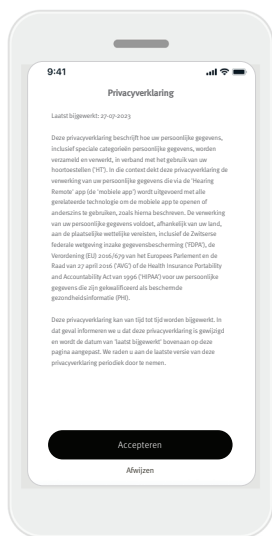 9:41
Privacyverklaring
Laatst bijgewerkt: 27-07-2023
Deze privacyverklaring beschrijft hoe uw persoonlijke gegevens,
inclusief speciale categorieën persoonlijke gegevens, worden
verzameld en verwerkt, in verband met het gebruik van uw
hoortoestellen ('HT'). In die context dekt deze privacyverklaring de
verwerking van uw persoonlijke gegevens die via de 'Hearing
Remote' app (de 'mobiele app') wordt uitgevoerd met alle
gerelateerde technologie om de mobiele app te openen of
anderszins te gebruiken, zoals hierna beschreven. De verwerking
van uw persoonlijke gegevens voldoet, afhankelijk van uw land,
aan de plaatselijke wettelijke vereisten, inclusief de Zwitserse
federale wetgeving inzake gegevensbescherming ('FDPA'), de
Verordening (EU) 2016/679 van het Europees Parlement en de
Raad van 27 april 2016 ('AVG') of de Health Insurance Portability
and Accountability Act van 1996 ('HIPAA') voor uw persoonlijke
gegevens die zijn gekwalificeerd als beschermde
gezondheidsinformatie (PHI).
Deze privacyverklaring kan van tijd tot tijd worden bijgewerkt. In
dat geval informeren we u dat deze privacyverklaring is gewijzigd
en wordt de datum van 'laatst bijgewerkt' bovenaan op deze
pagina aangepast. We raden u aan de laatste versie van deze
privacyverklaring periodiek door te nemen.
Accepteren
Afwijzen